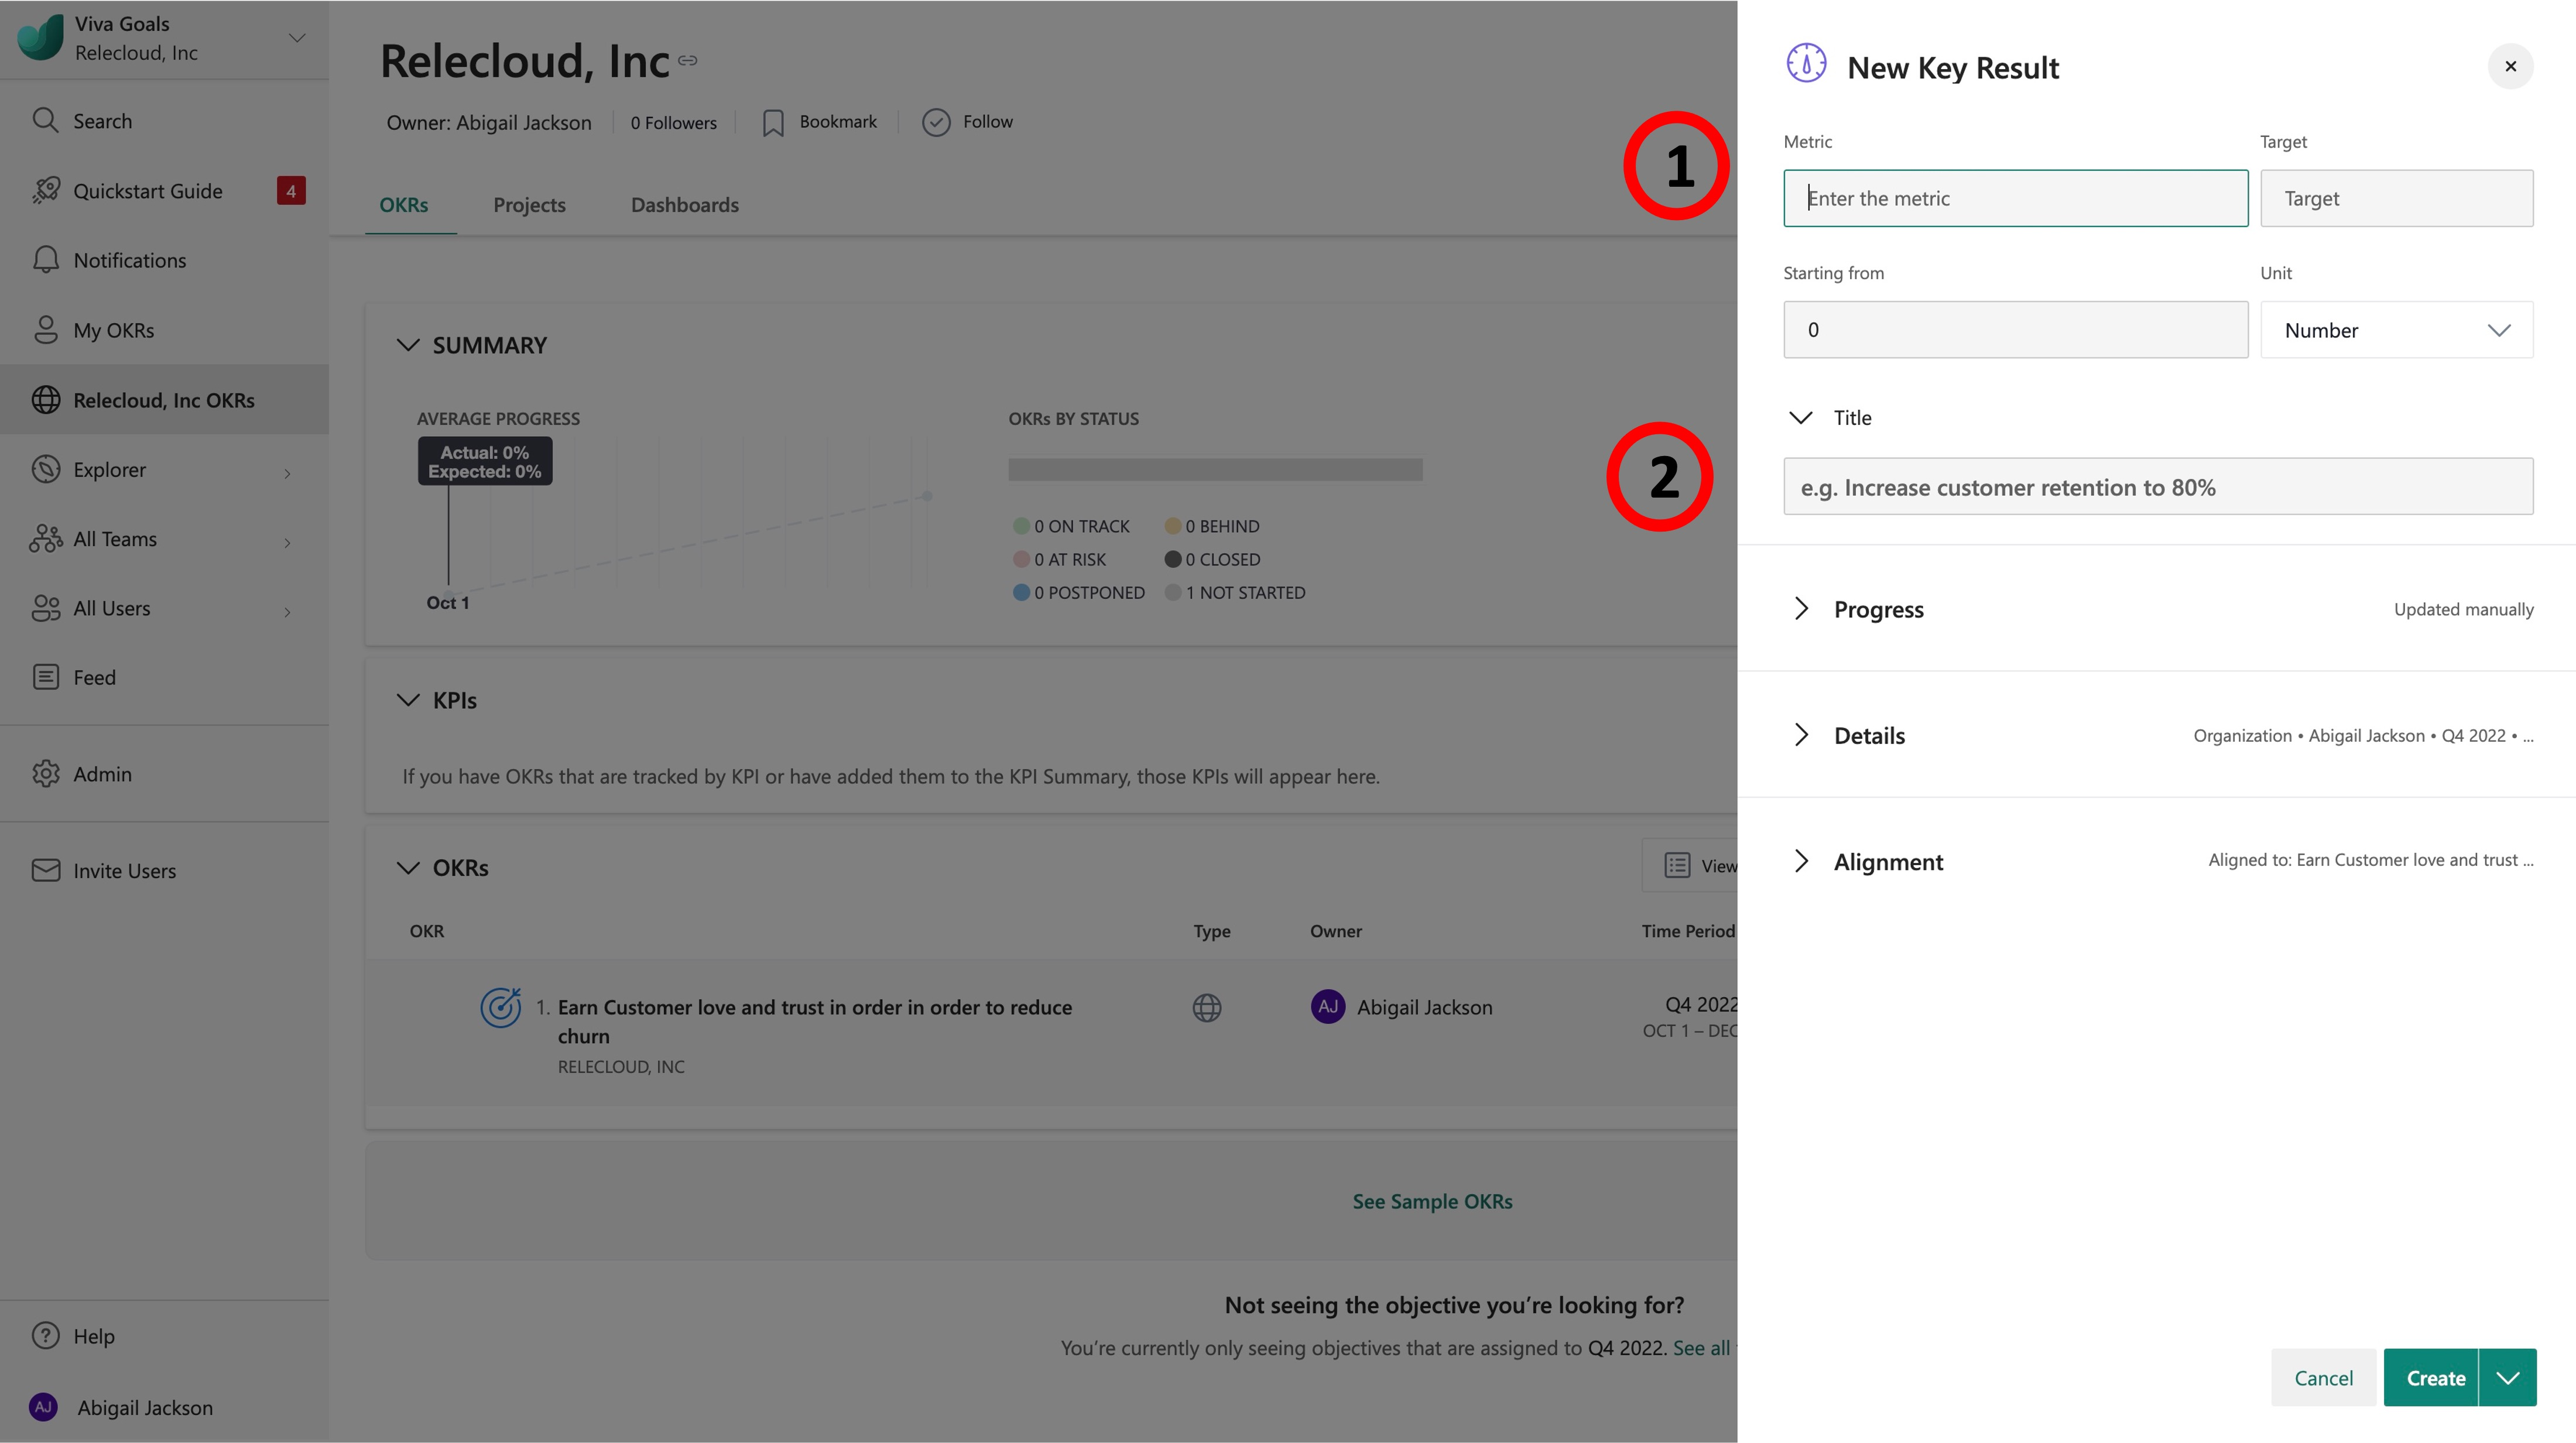 Viva Goals
Relecloud, Inc
Search
Quickstart Guide 4
Notifications
My OKRs
Relecloud, Inc OKRs
Explorer
All Teams
All Users
Feed
Admin
Invite Users
Help
AJ Abigail Jackson
Relecloud, Inc
Owner: Abigail Jackson 0 Followers Bookmark Follow
OKRs Projects Dashboards
SUMMARY
AVERAGE PROGRESS
Actual: 0%
Expected: 0%
Oct 1
OKRs BY STATUS
0 ON TRACK 0 BEHIND
0 AT RISK 0 CLOSED
0 POSTPONED 1 NOT STARTED
KPIs
If you have OKRs that are tracked by KPI or have added them to the KPI Summary, those KPIs will appear here.
OKRs View
OKR Type Owner Time Period
1. Earn Customer love and trust in order in order to reduce
churn
RELECLOUD, INC
AJ Abigail Jackson
Q4 2022
OCT 1 – DEC
See Sample OKRs
Not seeing the objective you’re looking for?
You’re currently only seeing objectives that are assigned to Q4 2022. See all
1
2
New Key Result
Metric Target
Enter the metric Target
Starting from Unit
0 Number
Title
e.g. Increase customer retention to 80%
Progress Updated manually
Details Organization • Abigail Jackson • Q4 2022 • ...
Alignment Aligned to: Earn Customer love and trust ...
Cancel Create